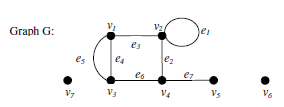 Graph G:
v1 v2 e1
e3
e5 e4 e2
e6 e7
v7 v3 v4 v5 v6